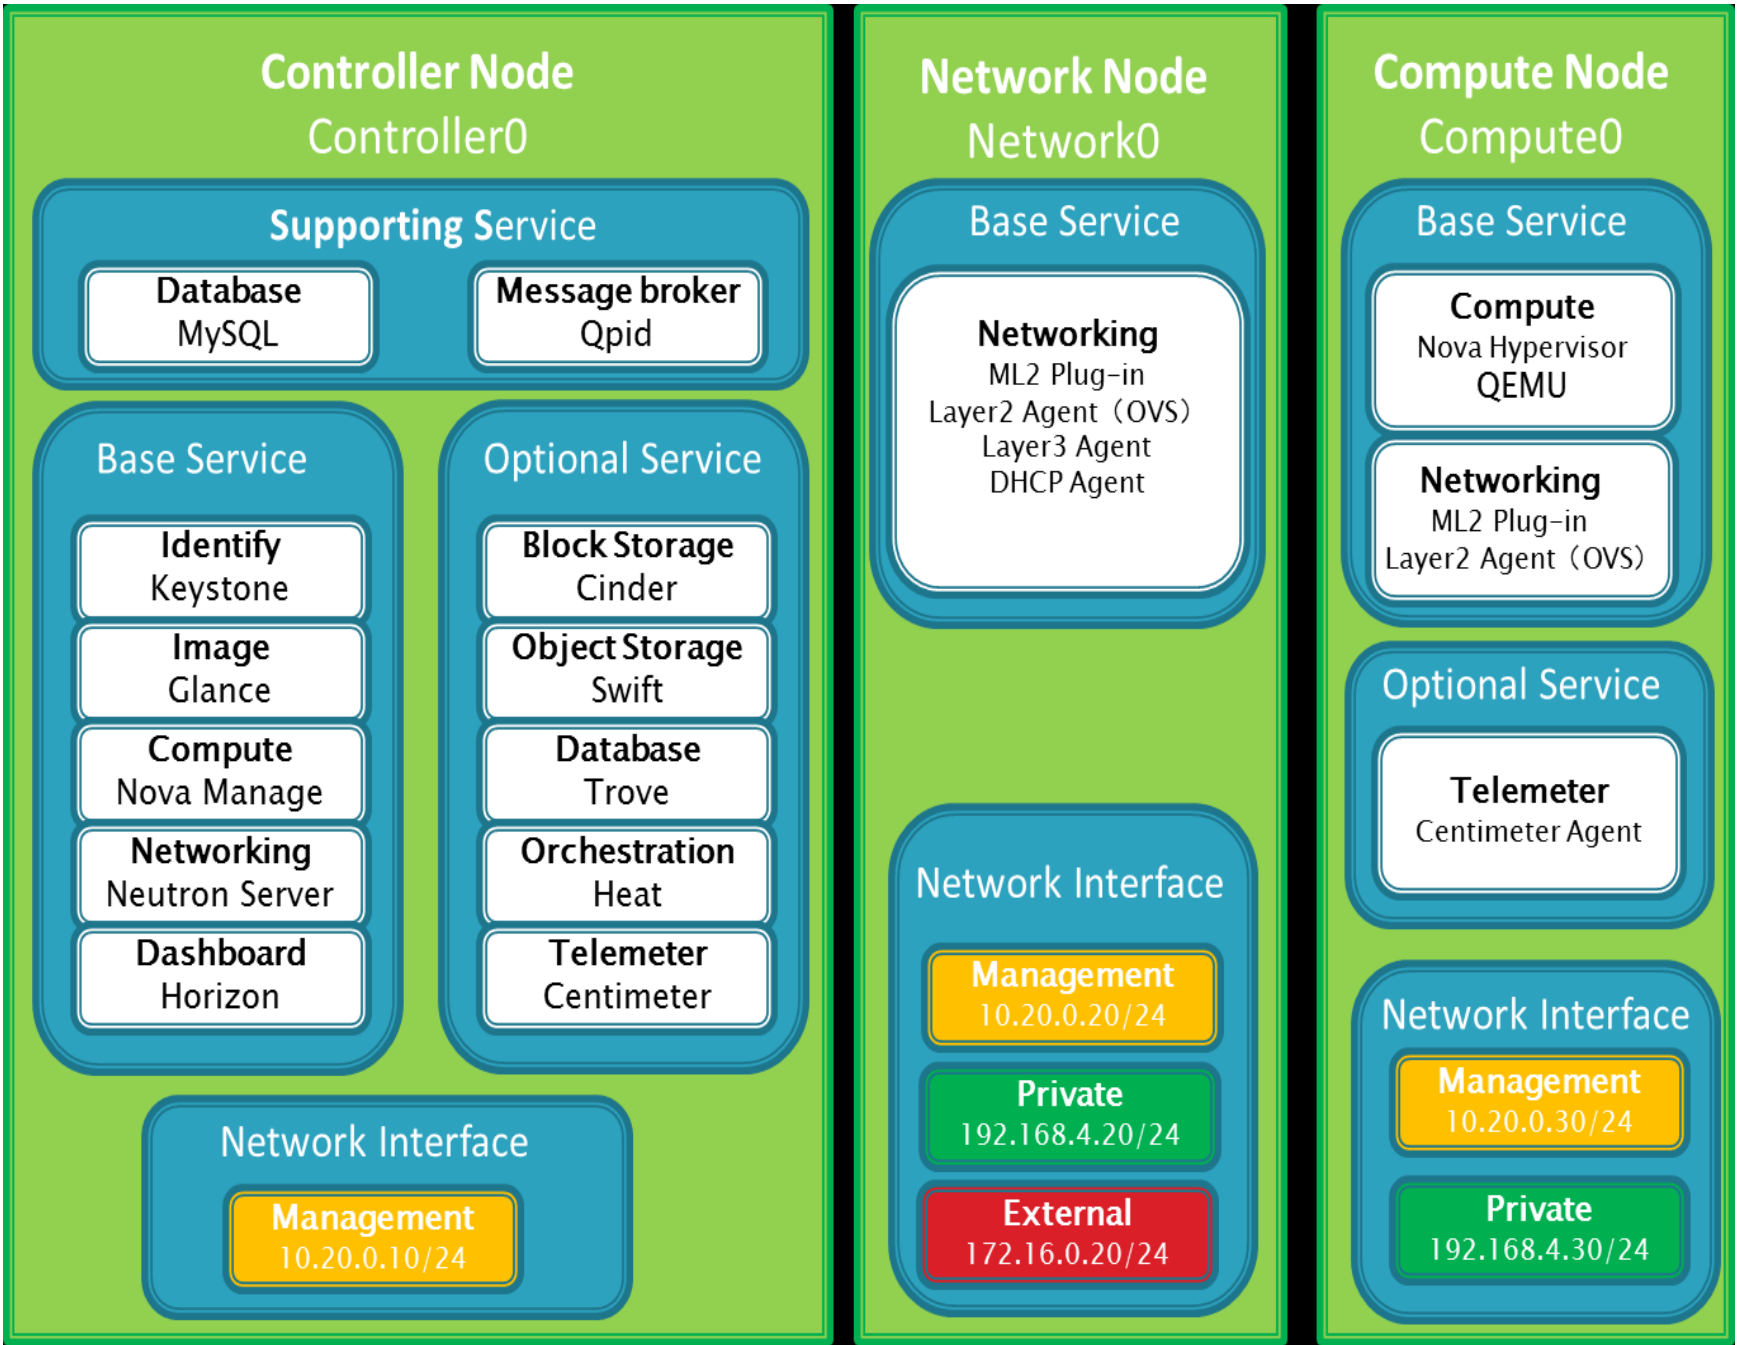 Controller Node
Controller0
Supporting Service
Database
MySQL
Message broker
Qpid
Base Service
Identify
Keystone
Image
Glance
Compute
Nova Manage
Networking
Neutron Server
Dashboard
Horizon
Optional Service
Block Storage
Cinder
Object Storage
Swift
Database
Trove
Orchestration
Heat
Telemeter
Centimeter
Network Interface
Management
10.20.0.10/24
Network Node
Network0
Base Service
Networking
ML2 Plug-in
Layer2 Agent（OVS）
Layer3 Agent
DHCP Agent
Network Interface
Management
10.20.0.20/24
Private
192.168.4.20/24
External
172.16.0.20/24
Compute Node
Compute0
Base Service
Compute
Nova Hypervisor
QEMU
Networking
ML2 Plug-in
Layer2 Agent（OVS）
Optional Service
Telemeter
Centimeter Agent
Network Interface
Management
10.20.0.30/24
Private
192.168.4.30/24